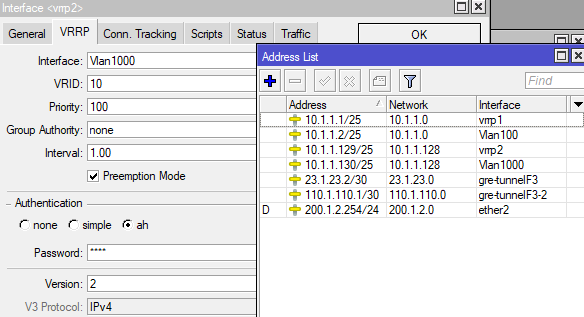 Interface <vrrp2>
General VRRP Conn. Tracking Scripts Status Traffic
OK
Interface: Vlan1000
VRID: 10
Priority: 100
Group Authority: none
Interval: 1.00
Preemption Mode
Authentication
none simple ah
Password: ****
Version: 2
V3 Protocol: IPv4
Address List
Find
Address Network Interface
10.1.1.1/25 10.1.1.0 vrrp1
10.1.1.2/25 10.1.1.0 Vlan100
10.1.1.129/25 10.1.1.128 vrrp2
10.1.1.130/25 10.1.1.128 Vlan1000
23.1.23.2/30 23.1.23.0 gre-tunnelF3
110.1.110.1/30 110.1.110.0 gre-tunnelF3-2
D 200.1.2.254/24 200.1.2.0 ether2